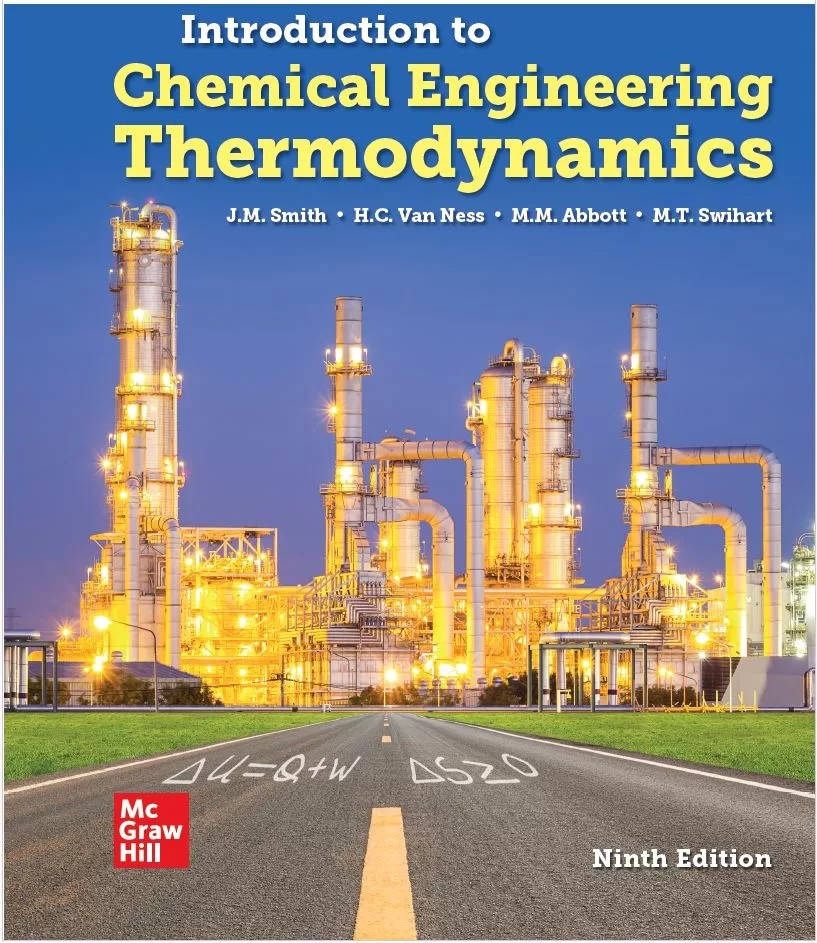 Introduction to
Chemical Engineering
Thermodynamics
J.M. Smith • H.C. Van Ness • M.M. Abbott • M.T. Swihart
ΔU=Q+W ΔS≥0
Mc
Graw
Hill
Ninth Edition